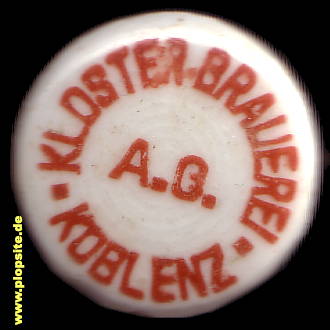 KLOSTER-BRAUEREI
A.G.
· KOBLENZ ·
www.plopsite.de